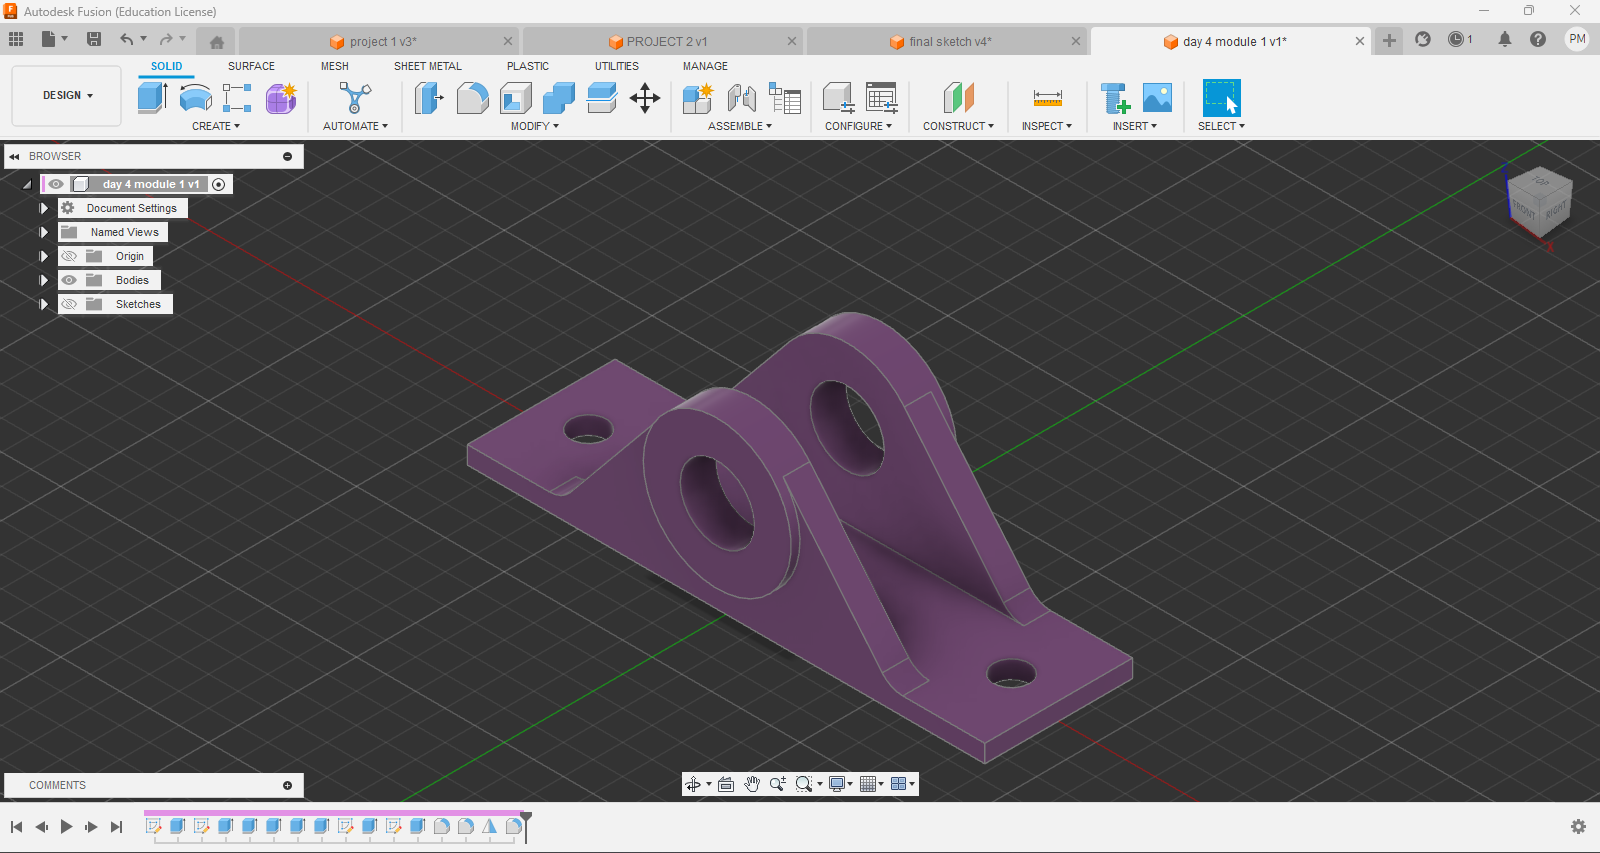 Autodesk Fusion (Education License)
project 1 v3*
PROJECT 2 v1
final sketch v4*
day 4 module 1 v1*
1
PM
SOLID SURFACE MESH SHEET METAL PLASTIC UTILITIES MANAGE
DESIGN
CREATE AUTOMATE MODIFY ASSEMBLE CONFIGURE CONSTRUCT INSPECT INSERT SELECT
BROWSER
day 4 module 1 v1
Document Settings
Named Views
Origin
Bodies
Sketches
TOP
FRONT RIGHT
Z
X
COMMENTS